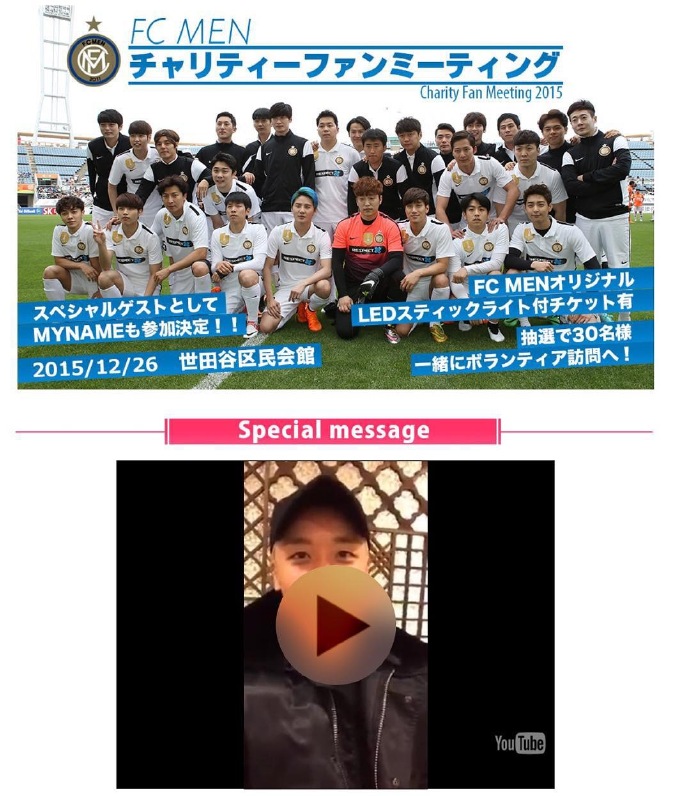 FC MEN
チャリティーファンミーティング
Charity Fan Meeting 2015
スペシャルゲストとして
MYNAMEも参加決定！！
2015/12/26 世田谷区民会館
FC MENオリジナル
LEDスティックライト付チケット有
抽選で30名様
一緒にボランティア訪問へ！
Special message
YouTube